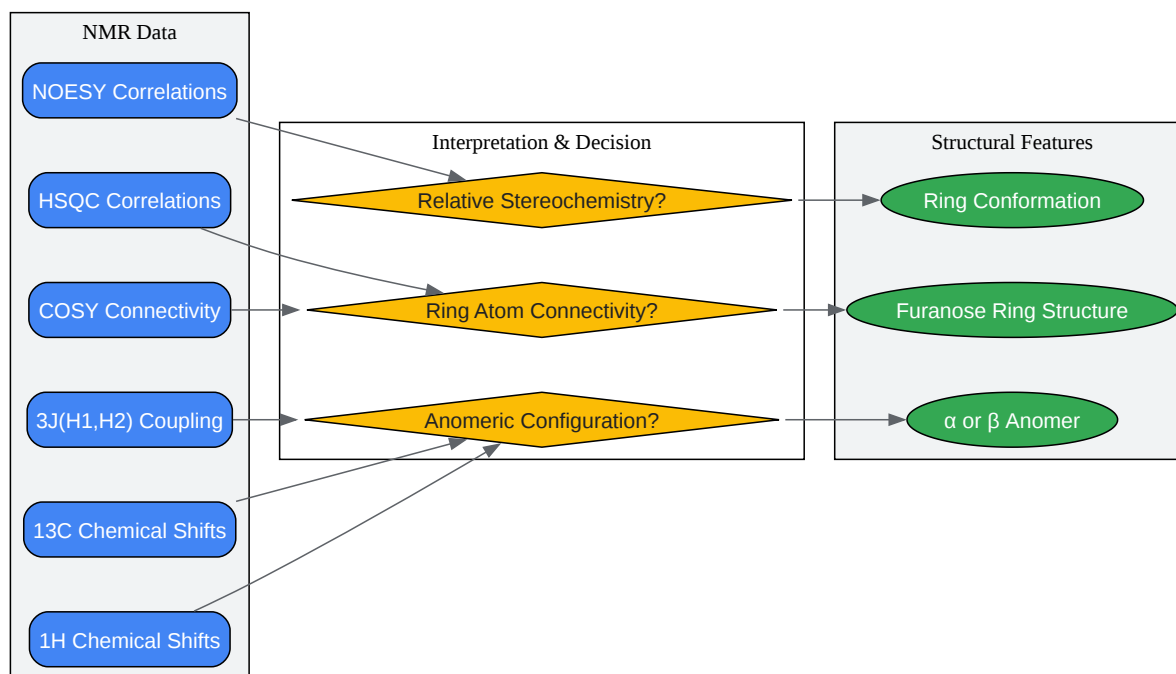 NMR Data
NOESY Correlations
HSQC Correlations
COSY Connectivity
3J(H1,H2) Coupling
13C Chemical Shifts
1H Chemical Shifts
Interpretation & Decision
Relative Stereochemistry?
Ring Atom Connectivity?
Anomeric Configuration?
Structural Features
Ring Conformation
Furanose Ring Structure
α or β Anomer